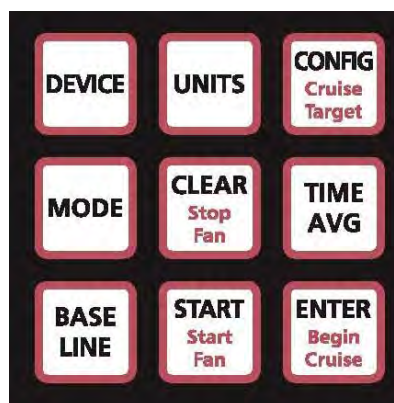 DEVICE
UNITS
CONFIG
Cruise
Target
MODE
CLEAR
Stop
Fan
TIME
AVG
BASE
LINE
START
Start
Fan
ENTER
Begin
Cruise